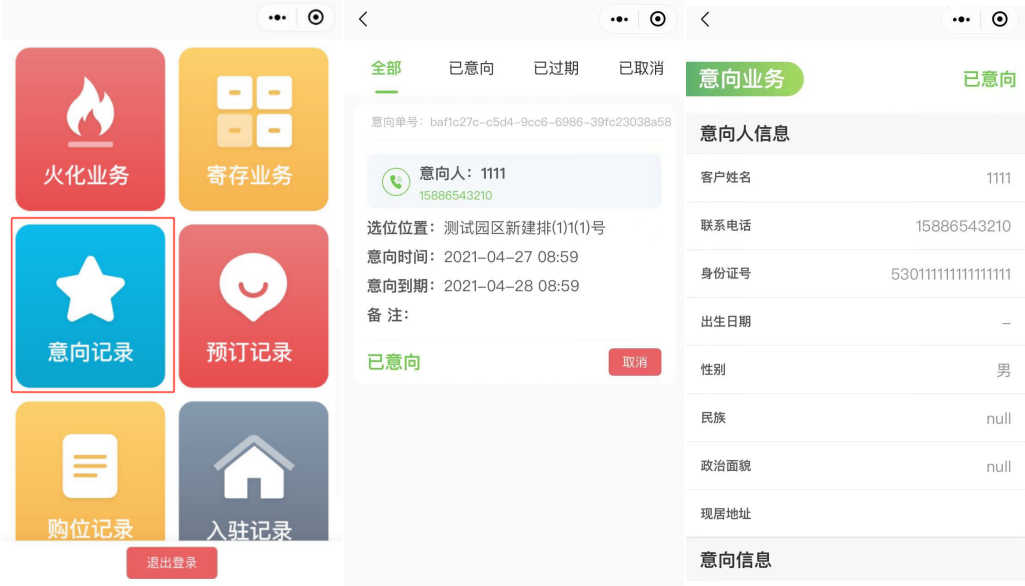 火化业务
寄存业务
意向记录
预订记录
购位记录
入驻记录
退出登录
全部
已意向
已过期
已取消
意向单号：baf1c27c-c5d4-9cc6-6986-39fc23038a58
意向人：1111
15886543210
选位位置：测试园区新建排(1)1(1)号
意向时间：2021-04-27 08:59
意向到期：2021-04-28 08:59
备 注：
已意向
取消
意向业务
已意向
意向人信息
客户姓名
1111
联系电话
15886543210
身份证号
530111111111111111
出生日期
–
性别
男
民族
null
政治面貌
null
现居地址
意向信息